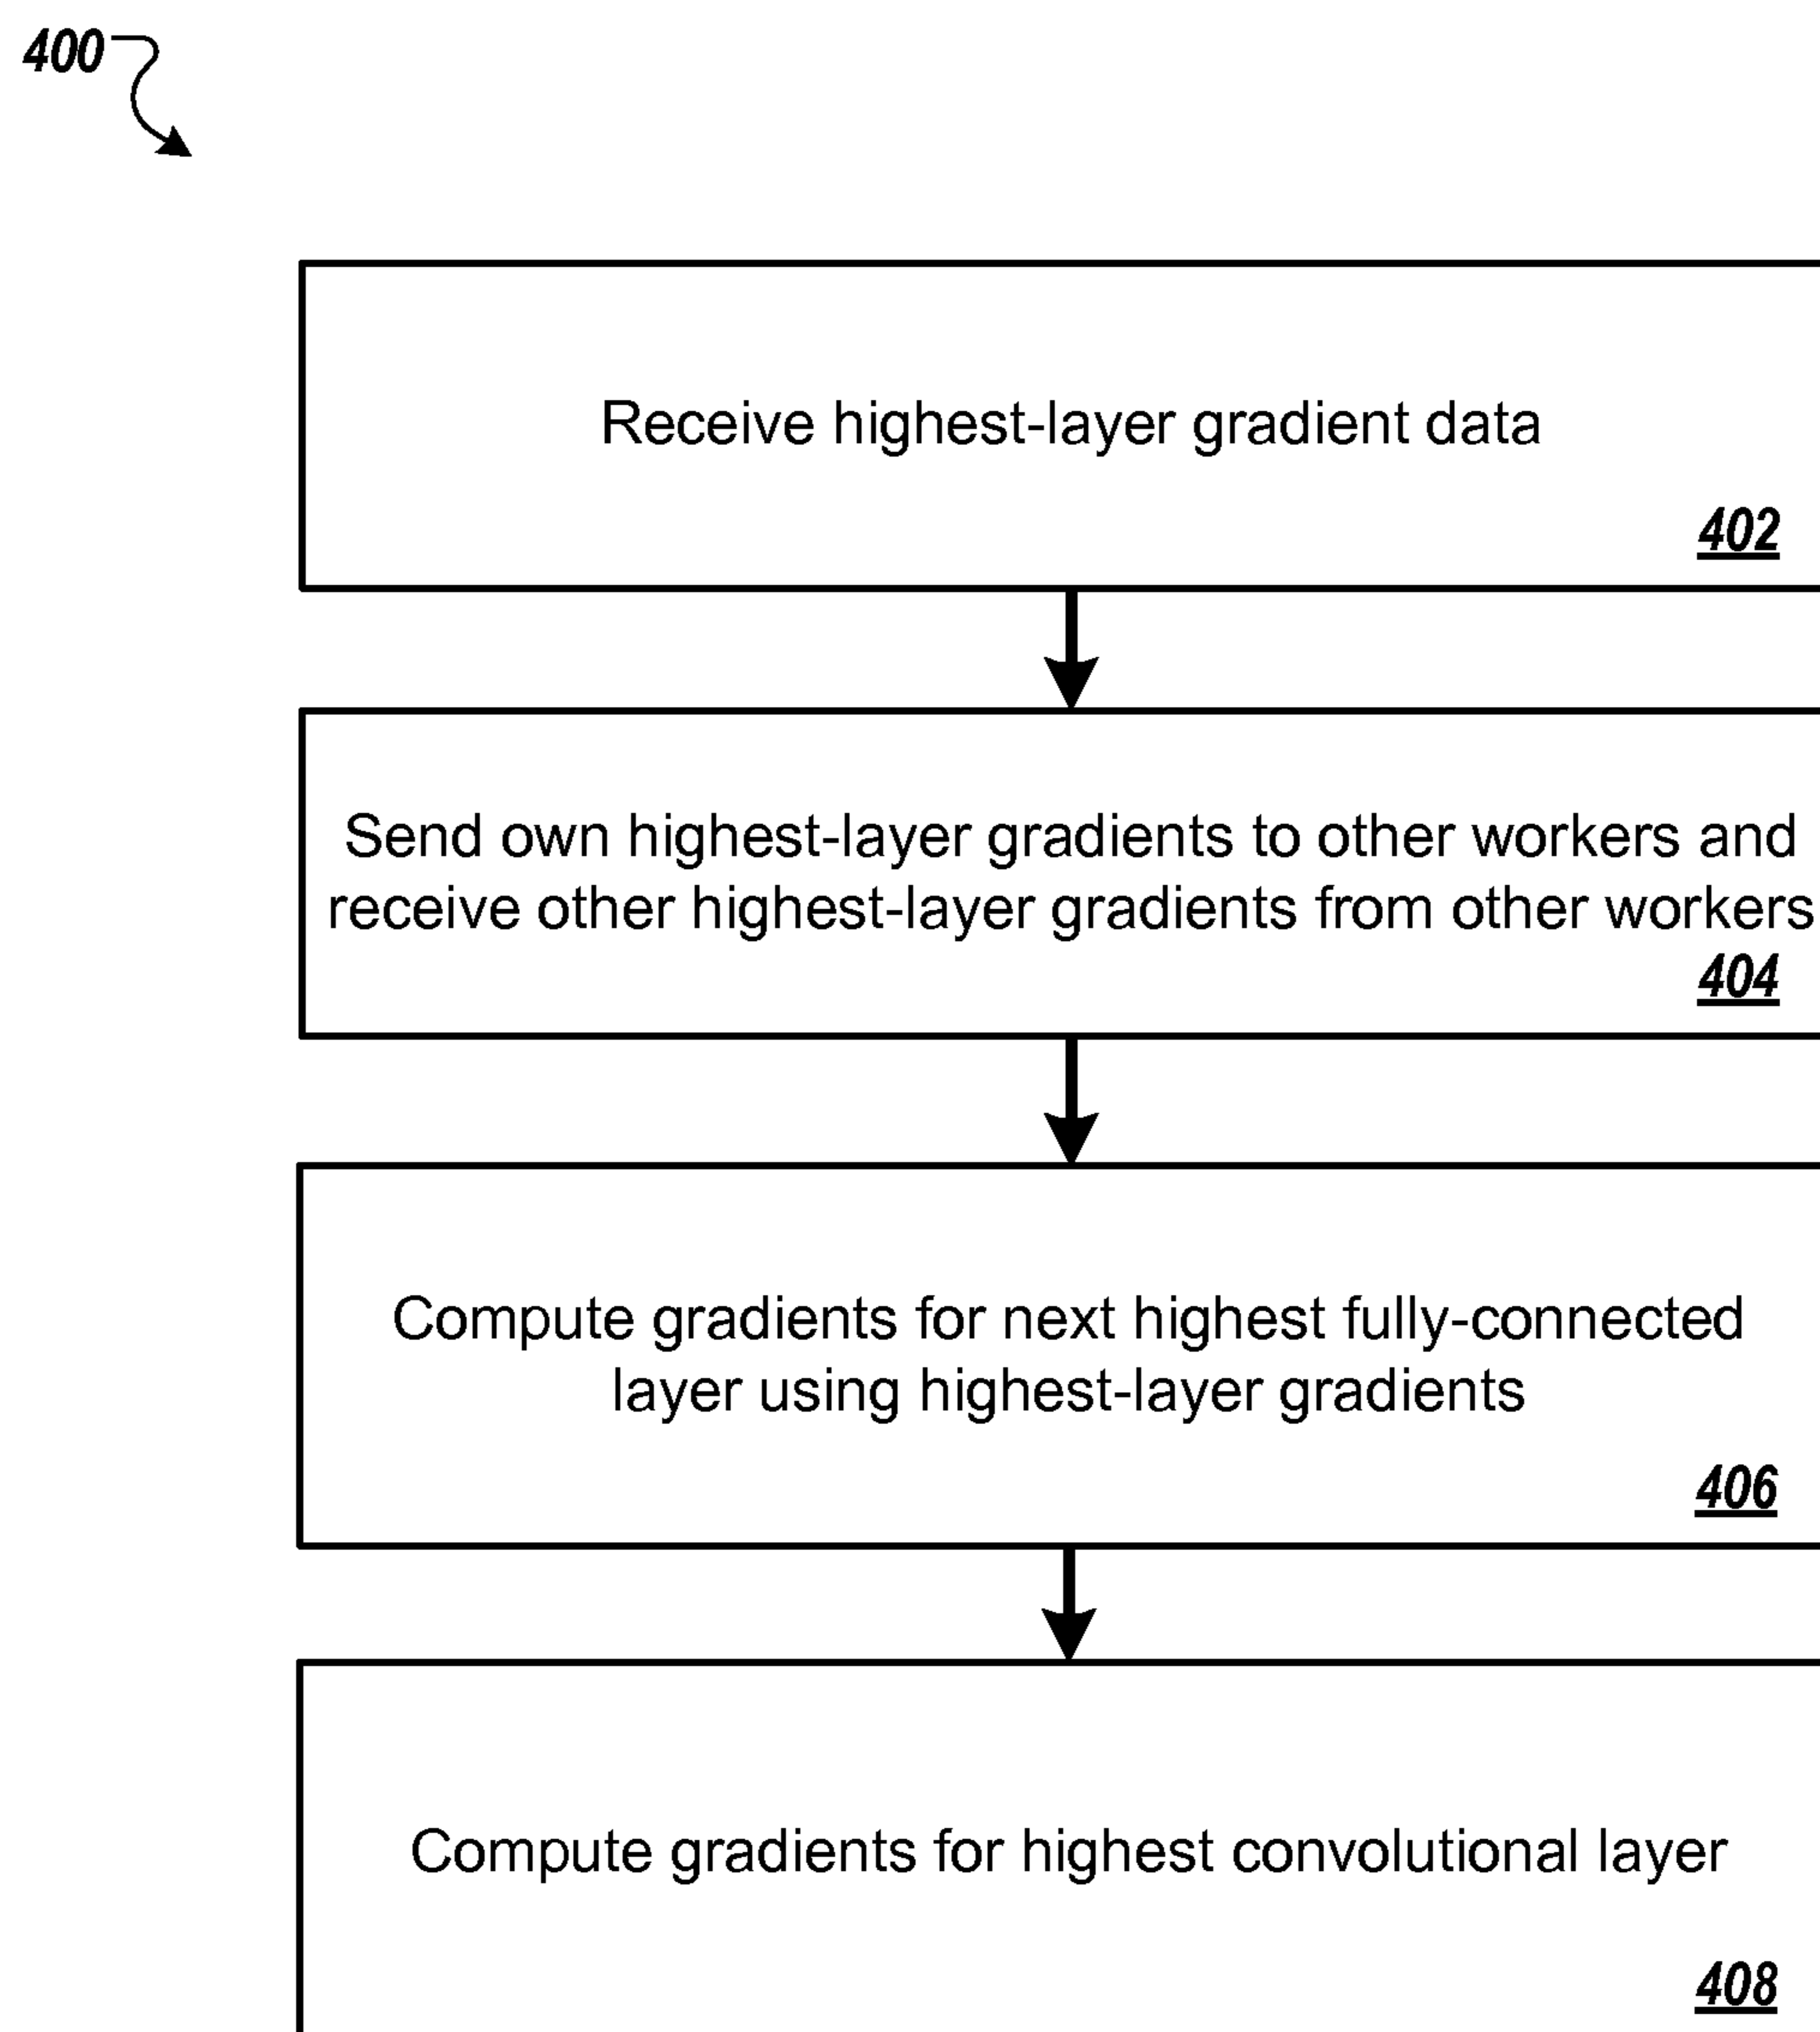 400
Receive highest-layer gradient data
402
Send own highest-layer gradients to other workers and
receive other highest-layer gradients from other workers
404
Compute gradients for next highest fully-connected
layer using highest-layer gradients
406
Compute gradients for highest convolutional layer
408